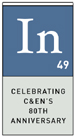 In
49
CELEBRATING
C&EN'S
80TH
ANNIVERSARY